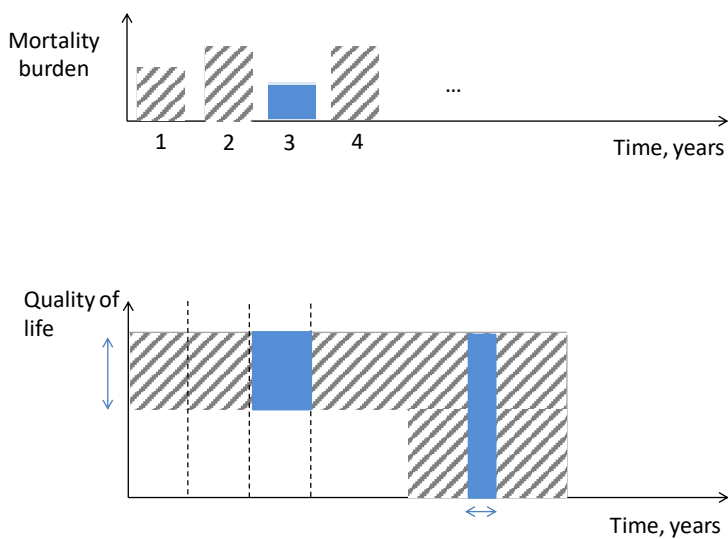 Mortality
burden
...
1 2 3 4
Time, years
Quality of
life
Time, years